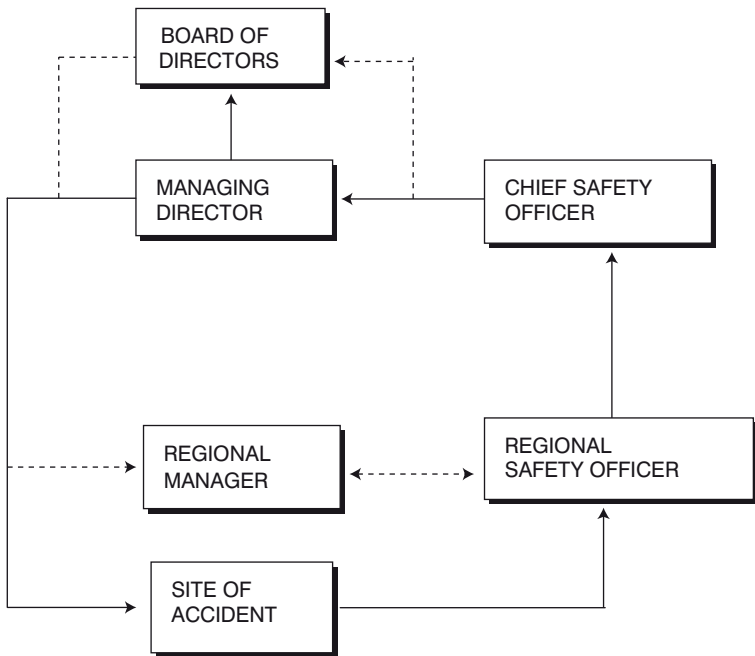 BOARD OF
DIRECTORS
MANAGING
DIRECTOR
CHIEF SAFETY
OFFICER
REGIONAL
MANAGER
REGIONAL
SAFETY OFFICER
SITE OF
ACCIDENT